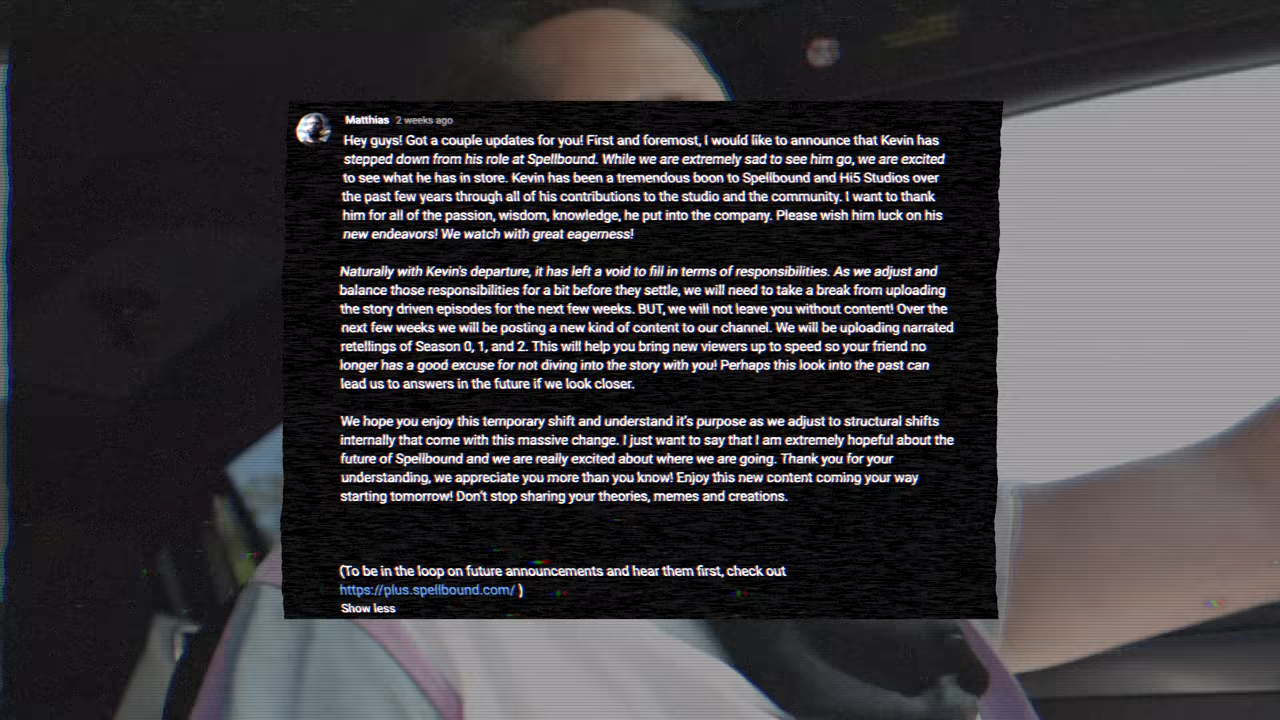 Matthias 2 weeks ago
Hey guys! Got a couple updates for you! First and foremost, I would like to announce that Kevin has
stepped down from his role at Spellbound. While we are extremely sad to see him go, we are excited
to see what he has in store. Kevin has been a tremendous boon to Spellbound and Hi5 Studios over
the past few years through all of his contributions to the studio and the community. I want to thank
him for all of the passion, wisdom, knowledge, he put into the company. Please wish him luck on his
new endeavors! We watch with great eagerness!
Naturally with Kevin's departure, it has left a void to fill in terms of responsibilities. As we adjust and
balance those responsibilities for a bit before they settle, we will need to take a break from uploading
the story driven episodes for the next few weeks. BUT, we will not leave you without content! Over the
next few weeks we will be posting a new kind of content to our channel. We will be uploading narrated
retellings of Season 0, 1, and 2. This will help you bring new viewers up to speed so your friend no
longer has a good excuse for not diving into the story with you! Perhaps this look into the past can
lead us to answers in the future if we look closer.
We hope you enjoy this temporary shift and understand it's purpose as we adjust to structural shifts
internally that come with this massive change. I just want to say that I am extremely hopeful about the
future of Spellbound and we are really excited about where we are going. Thank you for your
understanding, we appreciate you more than you know! Enjoy this new content coming your way
starting tomorrow! Don't stop sharing your theories, memes and creations.
(To be in the loop on future announcements and hear them first, check out
https://plus.spellbound.com/ )
Show less